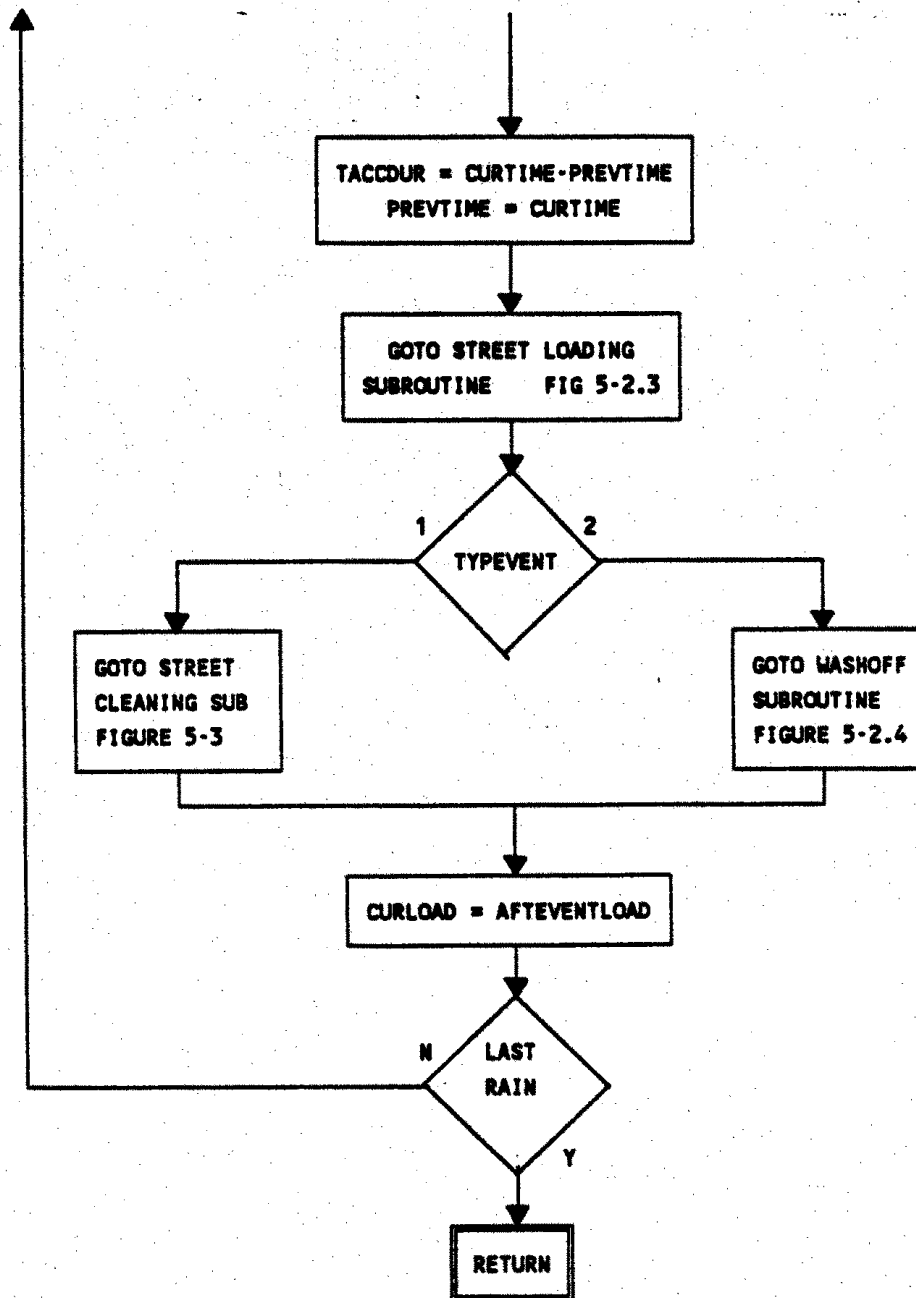 TACCDUR = CURTIME-PREVTIME
PREVTIME = CURTIME
GOTO STREET LOADING
SUBROUTINE FIG 5-2.3
1
2
TYPEVENT
GOTO STREET
CLEANING SUB
FIGURE 5-3
GOTO WASHOFF
SUBROUTINE
FIGURE 5-2.4
CURLOAD = AFTEVENTLOAD
N
LAST
RAIN
Y
RETURN